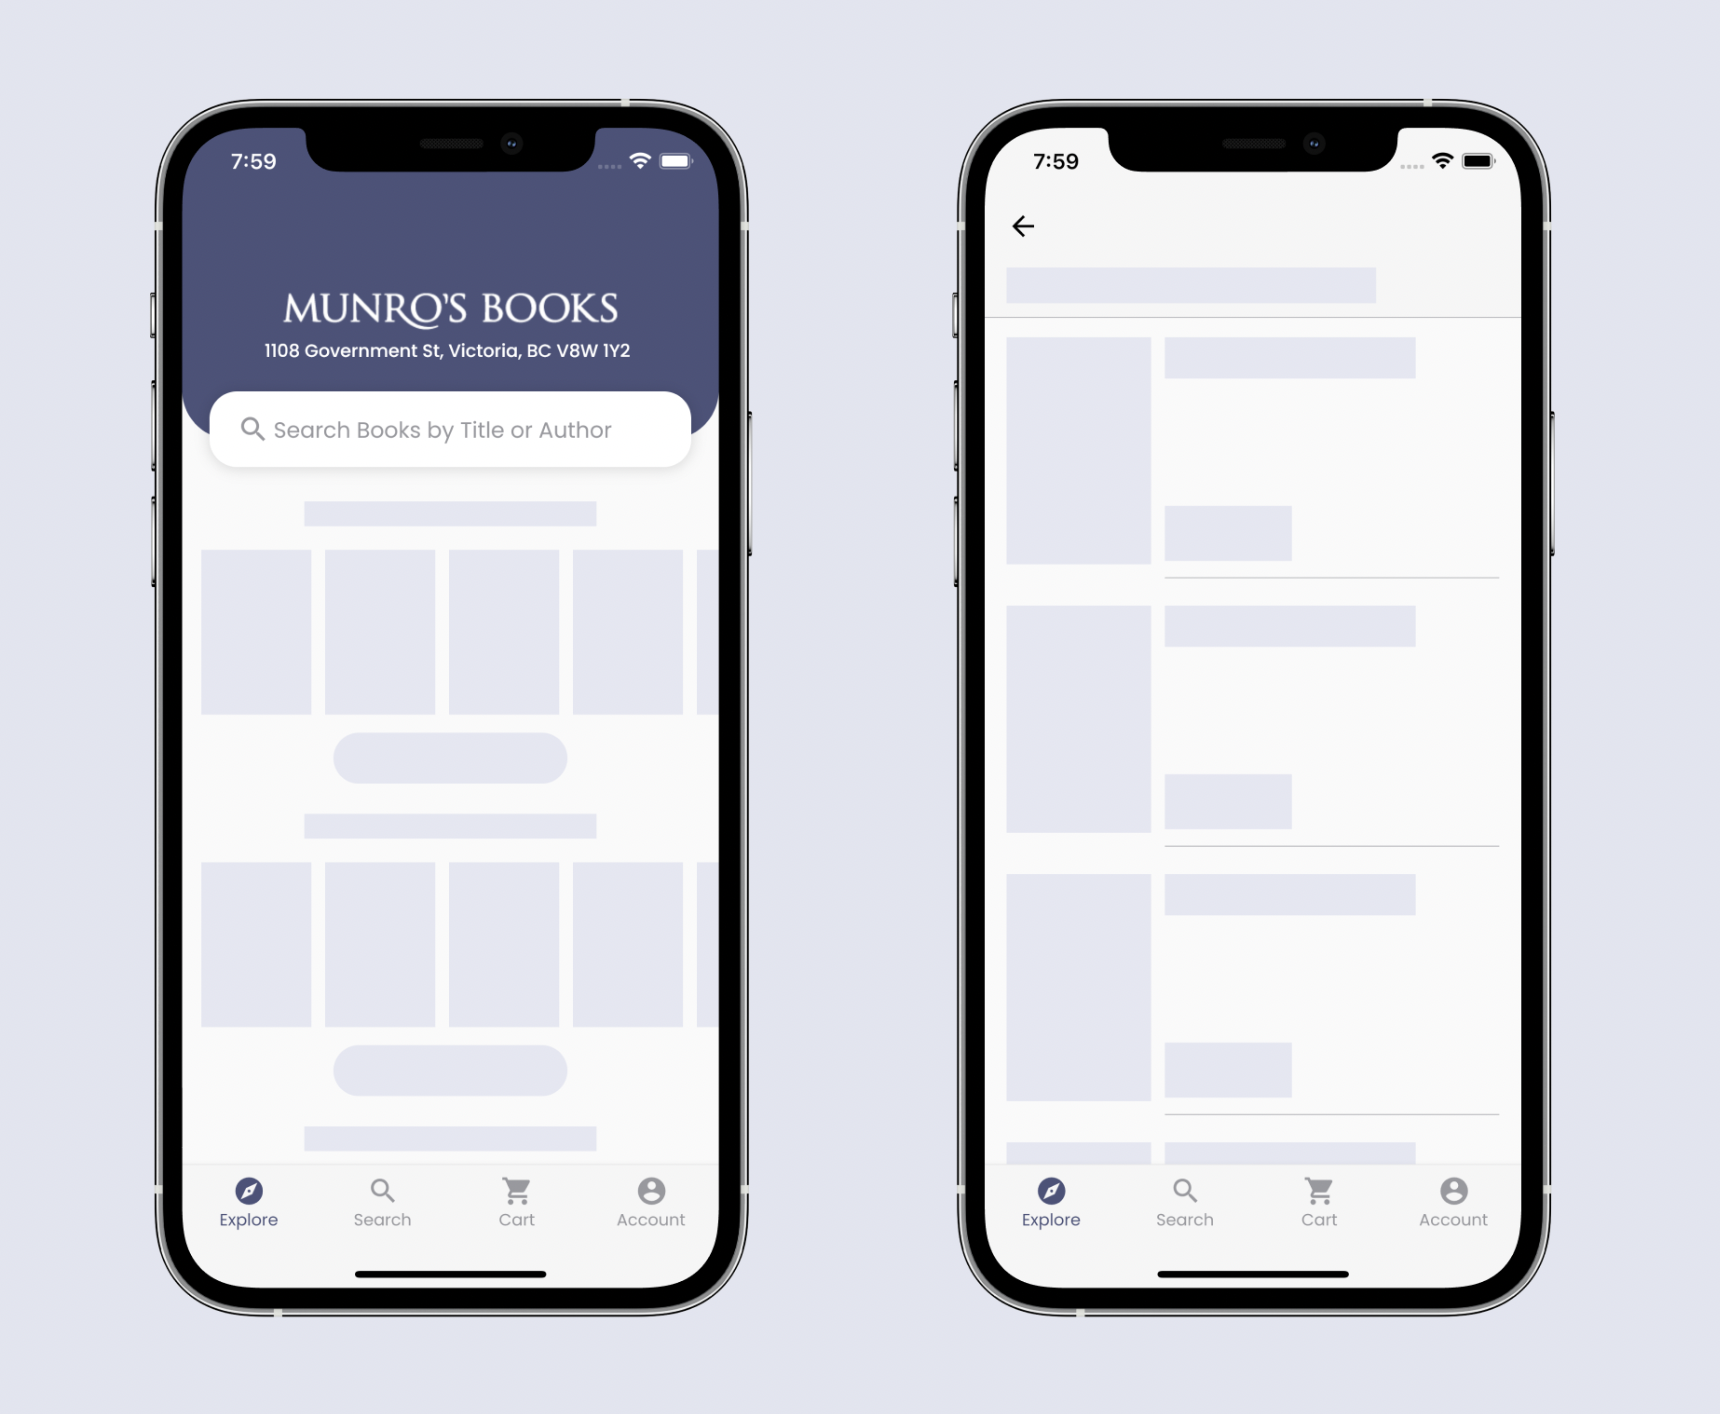 7:59
MUNRO'S BOOKS
1108 Government St, Victoria, BC V8W 1Y2
Search Books by Title or Author
Explore
Search
Cart
Account
7:59
Explore
Search
Cart
Account